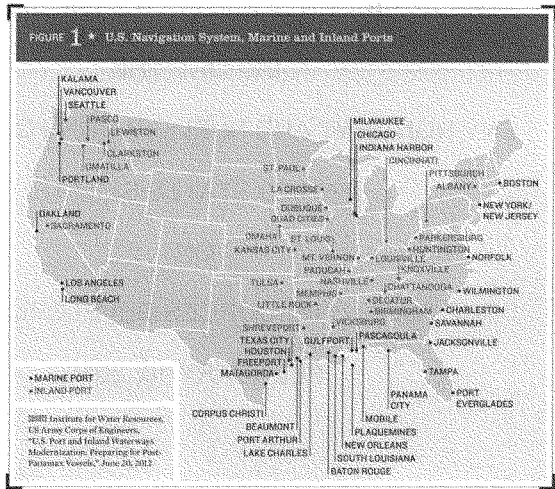 FIGURE 1 * U.S. Navigation System, Marine and Inland Ports
KALAMA
VANCOUVER
SEATTLE
PASCO
LEWISTON
CLARKSTON
UMATILLA
PORTLAND
OAKLAND
SACRAMENTO
LOS ANGELES
LONG BEACH
MILWAUKEE
CHICAGO
INDIANA HARBOR
CINCINNATI
PITTSBURGH
ALBANY
BOSTON
NEW YORK/
NEW JERSEY
ST. PAUL
LA CROSSE
DUBUQUE
QUAD CITIES
OMAHA
ST. LOUIS
KANSAS CITY
MT. VERNON
LOUISVILLE
PARKERSBURG
HUNTINGTON
NORFOLK
PADUCAH
KNOXVILLE
TULSA
NASHVILLE
CHATTANOOGA
WILMINGTON
MEMPHIS
DECATUR
LITTLE ROCK
BIRMINGHAM
CHARLESTON
SHREVEPORT
VICKSBURG
SAVANNAH
TEXAS CITY
GULFPORT
PASCAGOULA
JACKSONVILLE
HOUSTON
FREEPORT
MATAGORDA
TAMPA
PANAMA
CITY
PORT
EVERGLADES
CORPUS CHRISTI
BEAUMONT
PORT ARTHUR
LAKE CHARLES
MOBILE
PLAQUEMINES
NEW ORLEANS
SOUTH LOUISIANA
BATON ROUGE
MARINE PORT
INLAND PORT
Institute for Water Resources,
US Army Corps of Engineers,
"U.S. Port and Inland Waterways
Modernization: Preparing for Post-
Panamax Vessels," June 20, 2012